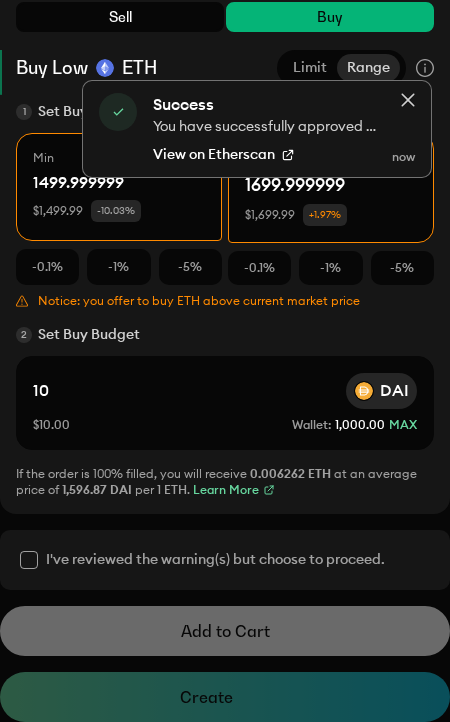 Sell Buy
Buy Low ETH Limit Range
1 Set Buy
Success
You have successfully approved ...
View on Etherscan now
Min
1499.999999 1699.999999
$1,499.99 -10.03% $1,699.99 +1.97%
-0.1% -1% -5% -0.1% -1% -5%
Notice: you offer to buy ETH above current market price
2 Set Buy Budget
10 DAI
$10.00 Wallet: 1,000.00 MAX
If the order is 100% filled, you will receive 0.006262 ETH at an average
price of 1,596.87 DAI per 1 ETH. Learn More
I've reviewed the warning(s) but choose to proceed.
Add to Cart
Create